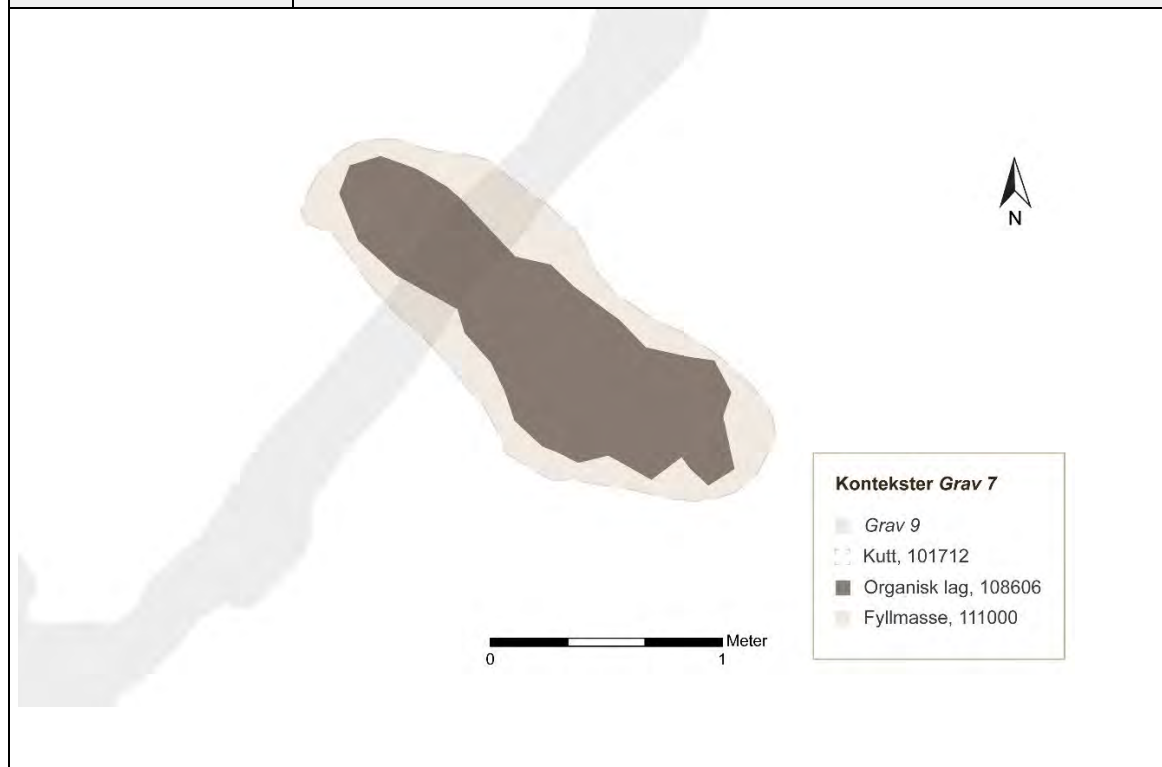 N
Kontekster Grav 7
Grav 9
Kutt, 101712
Organisk lag, 108606
Fyllmasse, 111000
Meter
0 1